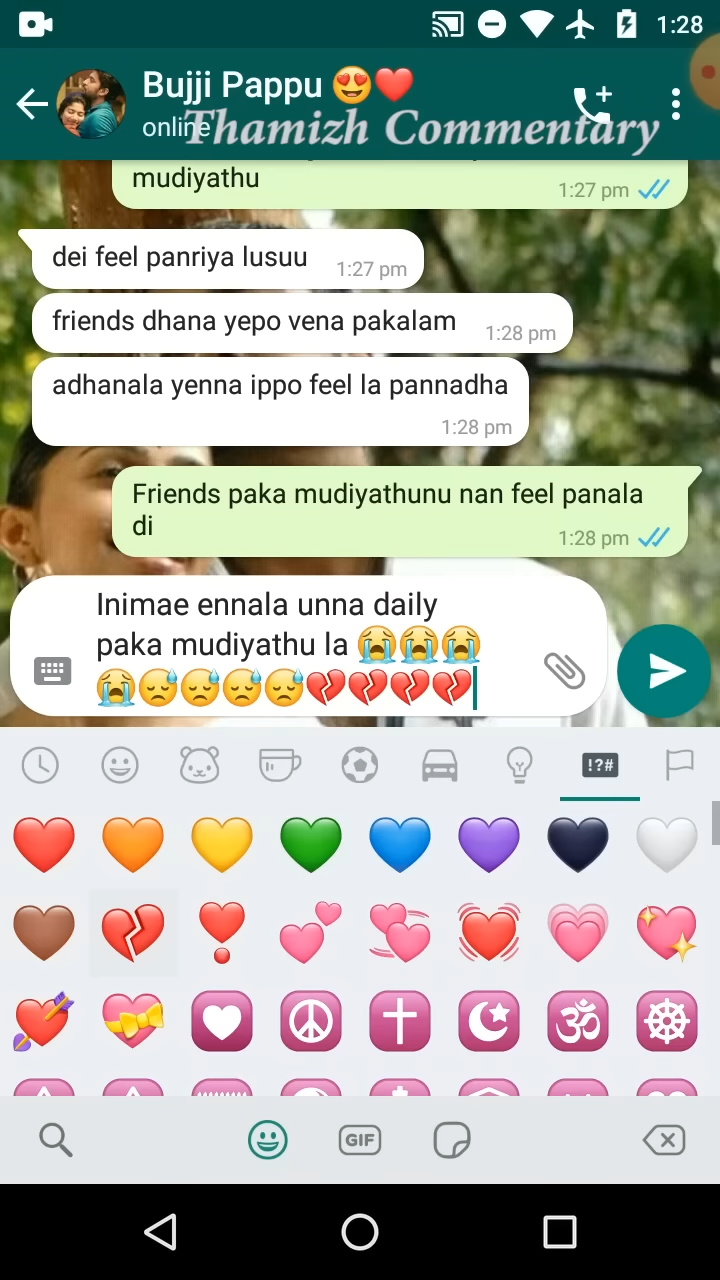 1:28
Bujji Pappu 😍❤️
online
Thamizh Commentary
mudiyathu
1:27 pm
dei feel panriya lusuu
1:27 pm
friends dhana yepo vena pakalam
1:28 pm
adhanala yenna ippo feel la pannadha
1:28 pm
Friends paka mudiyathunu nan feel panala
di
1:28 pm
Inimae ennala unna daily
paka mudiyathu la 😭😭😭
😭😓😓😓😓💔💔💔💔
!?#
GIF